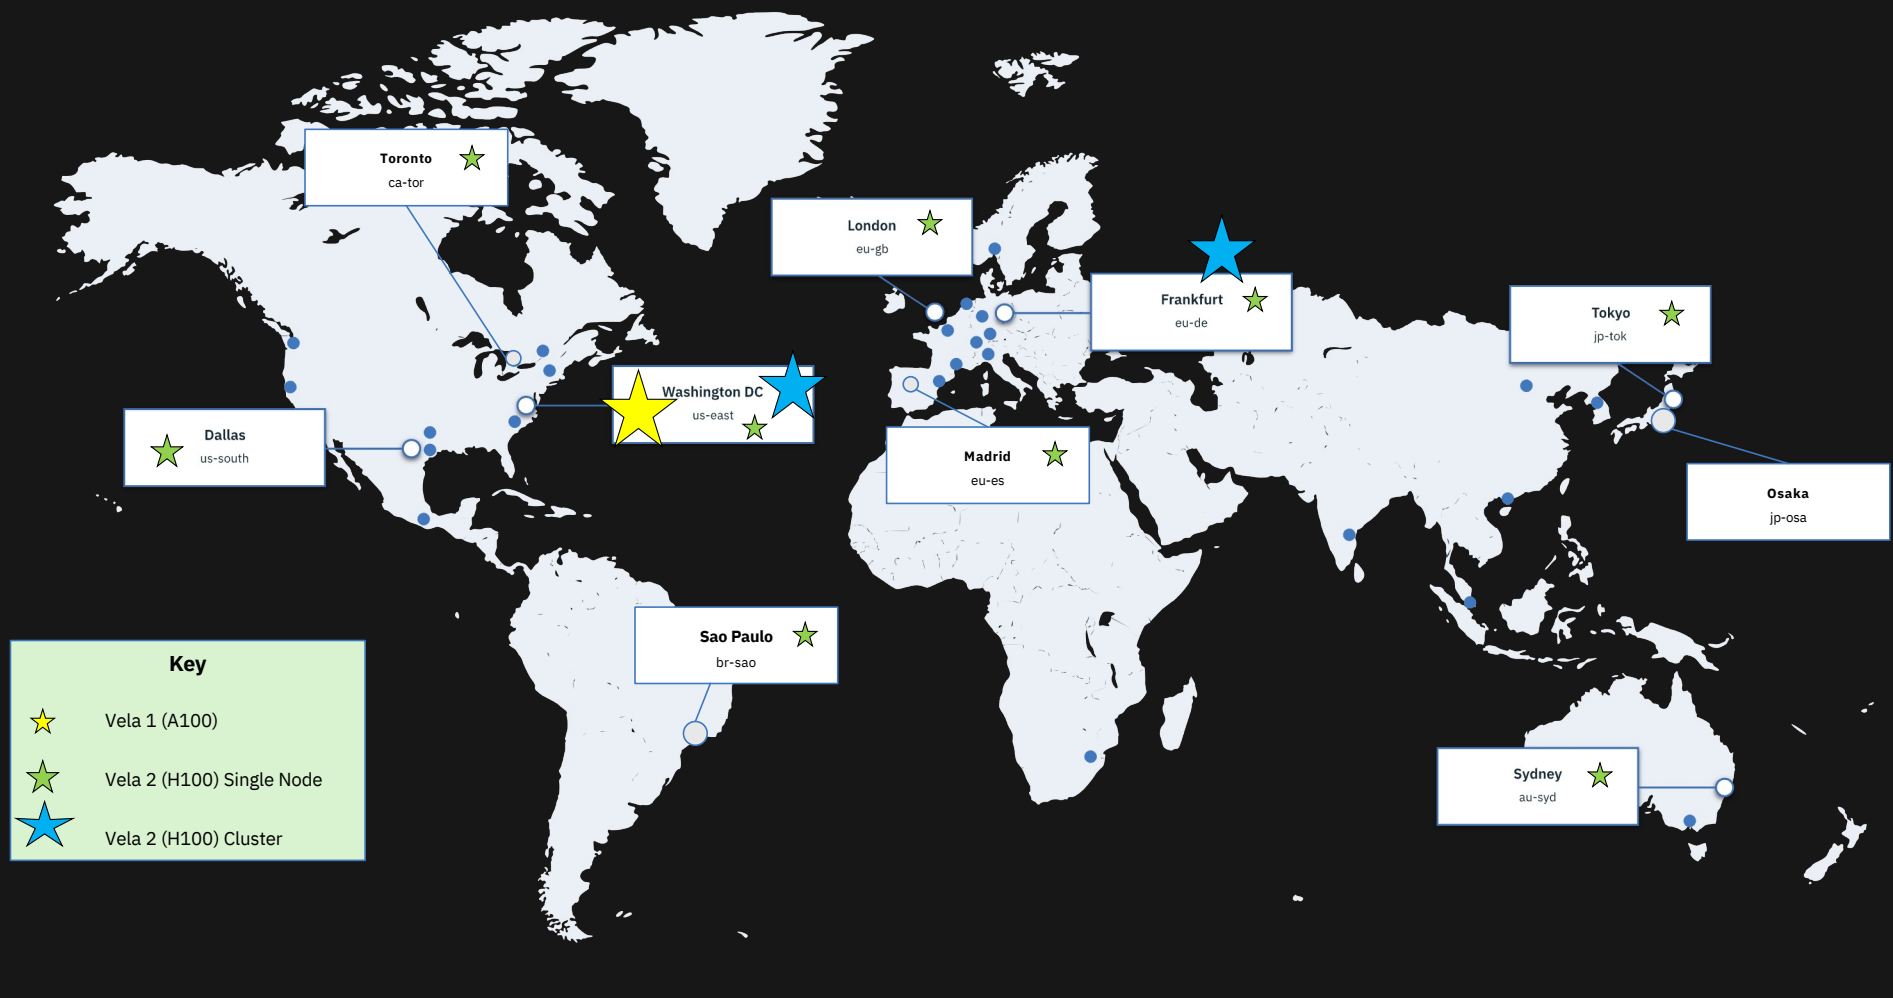 Toronto
ca-tor
London
eu-gb
Frankfurt
eu-de
Tokyo
jp-tok
Washington DC
us-east
Dallas
us-south
Madrid
eu-es
Osaka
jp-osa
Sao Paulo
br-sao
Key
Vela 1 (A100)
Vela 2 (H100) Single Node
Vela 2 (H100) Cluster
Sydney
au-syd